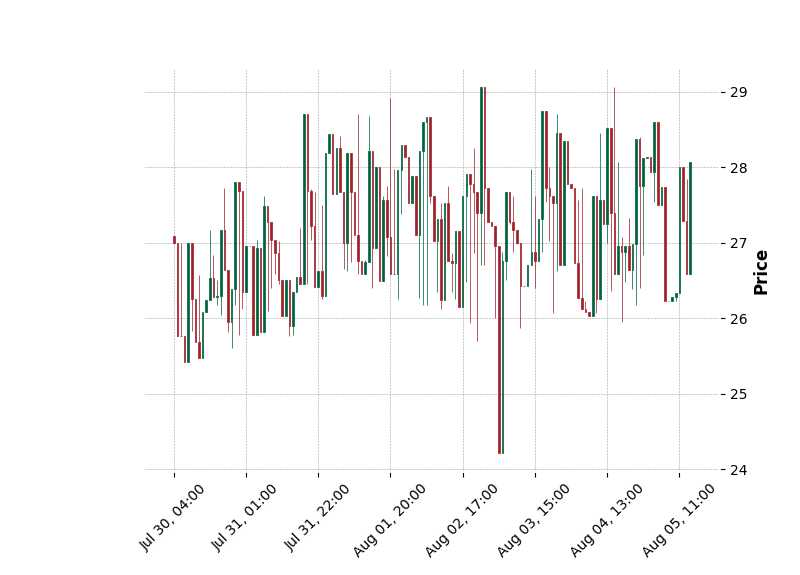 29
28
27
26
25
24
Price
Jul 30, 04:00
Jul 31, 01:00
Jul 31, 22:00
Aug 01, 20:00
Aug 02, 17:00
Aug 03, 15:00
Aug 04, 13:00
Aug 05, 11:00